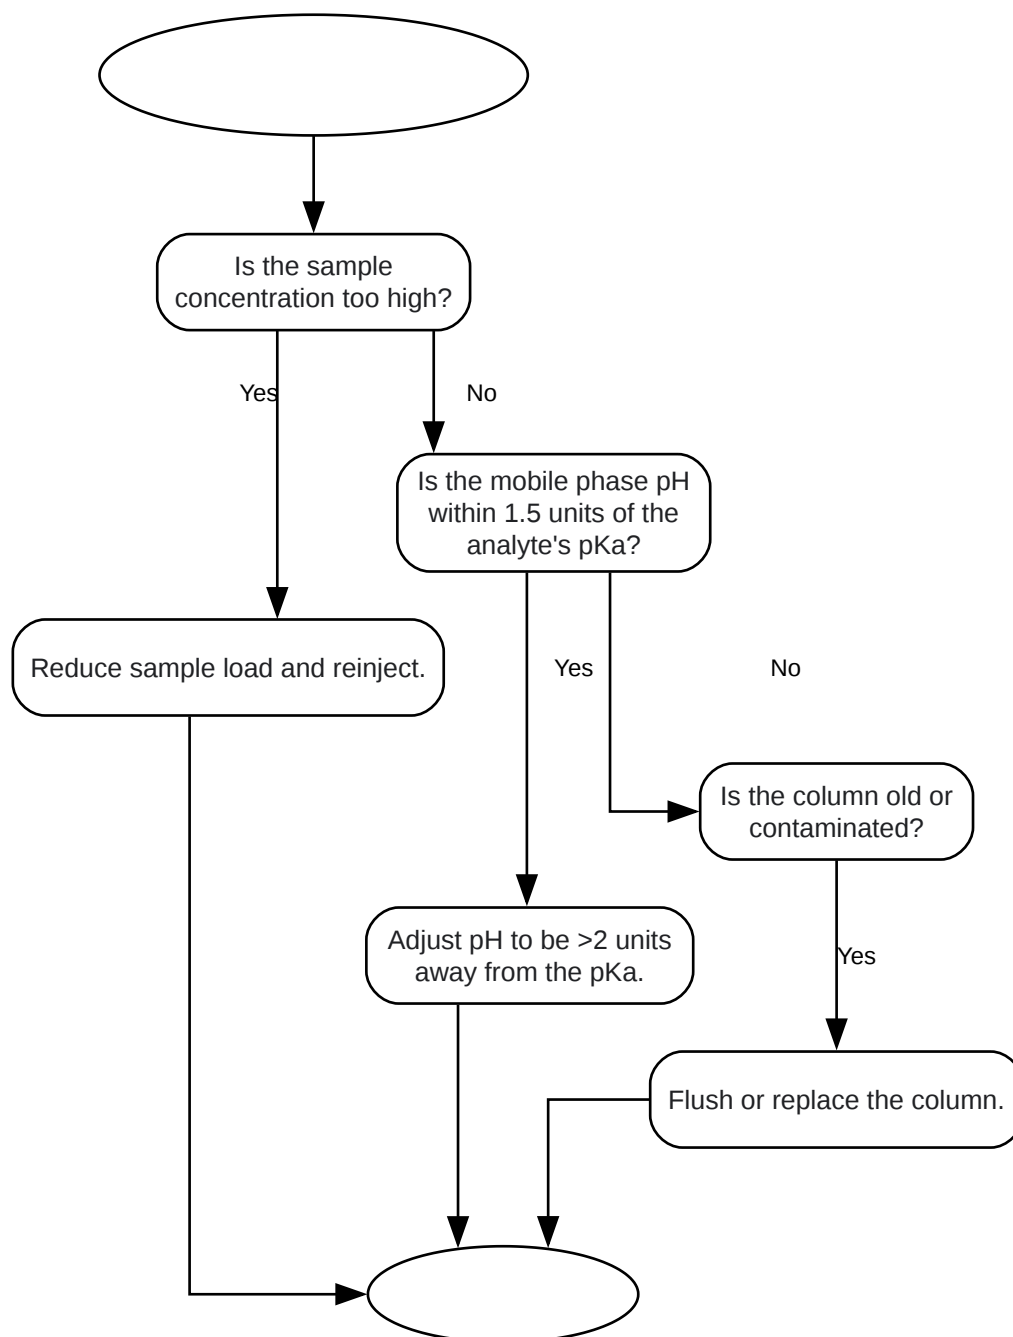 Is the sample
concentration too high?
Yes
No
Is the mobile phase pH
within 1.5 units of the
analyte's pKa?
Reduce sample load and reinject.
Yes
No
Is the column old or
contaminated?
Adjust pH to be >2 units
away from the pKa.
Yes
Flush or replace the column.